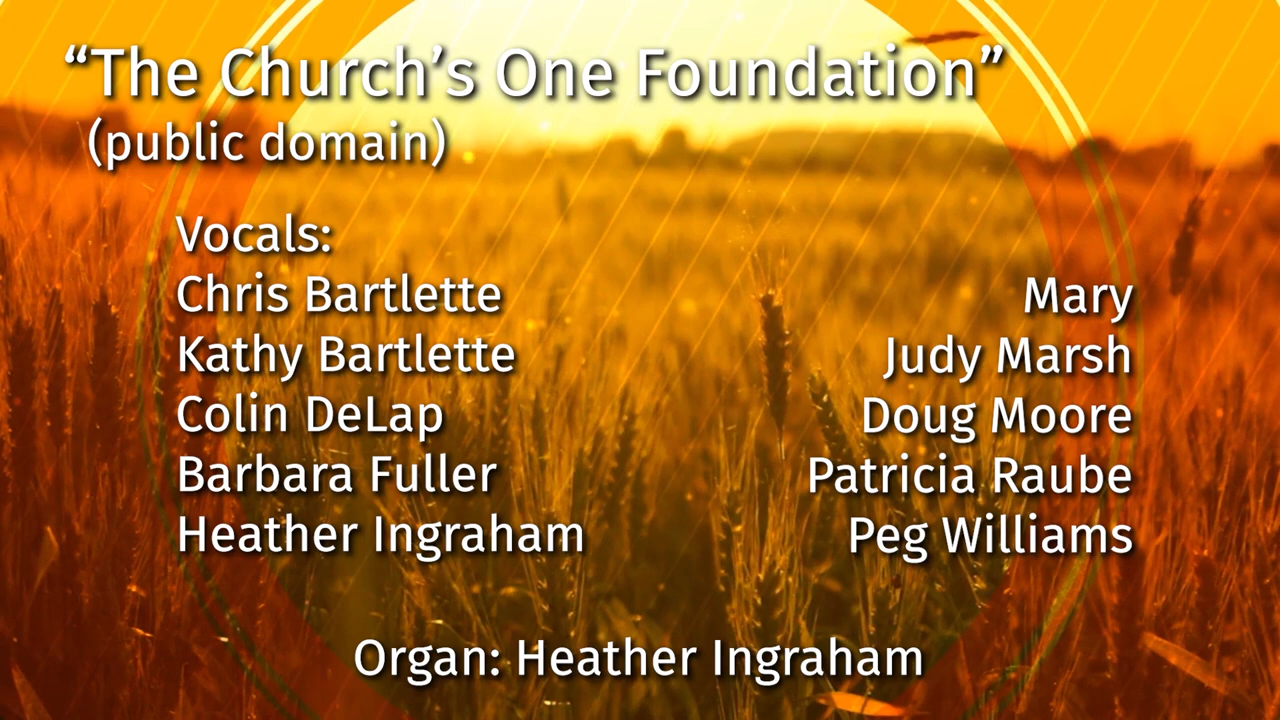 “The Church’s One Foundation”
(public domain)
Vocals:
Chris Bartlette
Kathy Bartlette
Colin DeLap
Barbara Fuller
Heather Ingraham
Mary
Judy Marsh
Doug Moore
Patricia Raube
Peg Williams
Organ: Heather Ingraham